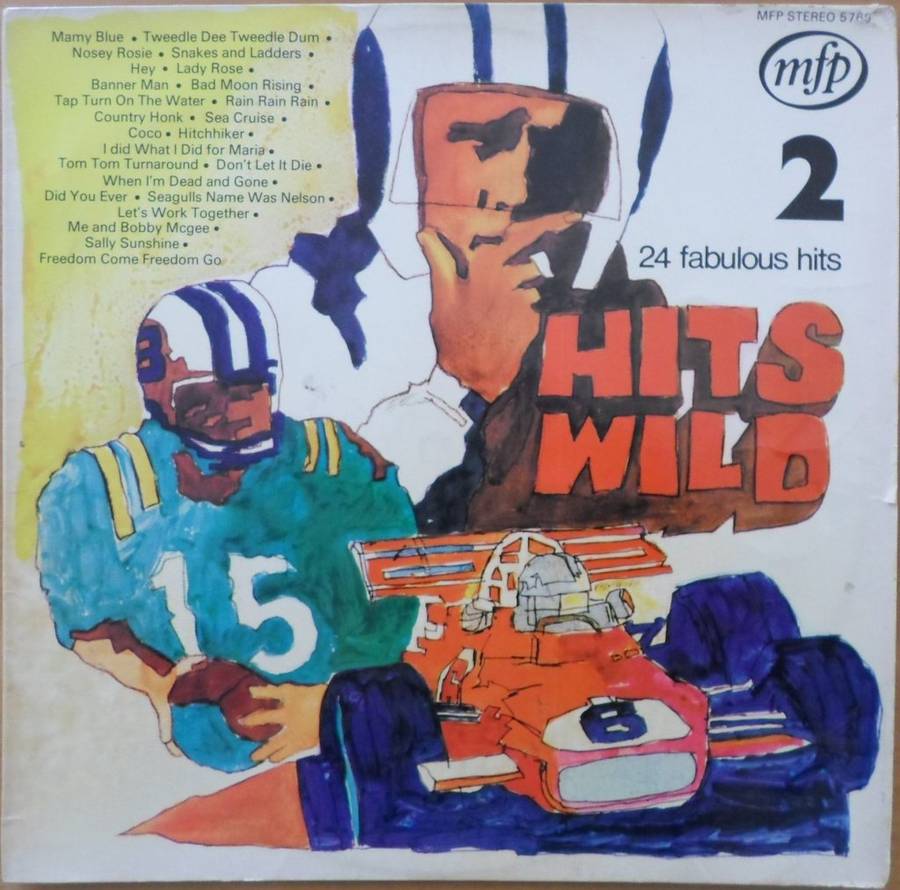 MFP STEREO 5769
mfp
Mamy Blue • Tweedle Dee Tweedle Dum •
Nosey Rosie • Snakes and Ladders •
Hey • Lady Rose •
Banner Man • Bad Moon Rising •
Tap Turn On The Water • Rain Rain Rain •
Country Honk • Sea Cruise •
Coco • Hitchhiker •
I did What I Did for Maria •
Tom Tom Turnaround • Don't Let It Die •
When I'm Dead and Gone •
Did You Ever • Seagulls Name Was Nelson •
Let's Work Together •
Me and Bobby Mcgee •
Sally Sunshine •
Freedom Come Freedom Go
2
24 fabulous hits
HITS
WILD
15
8